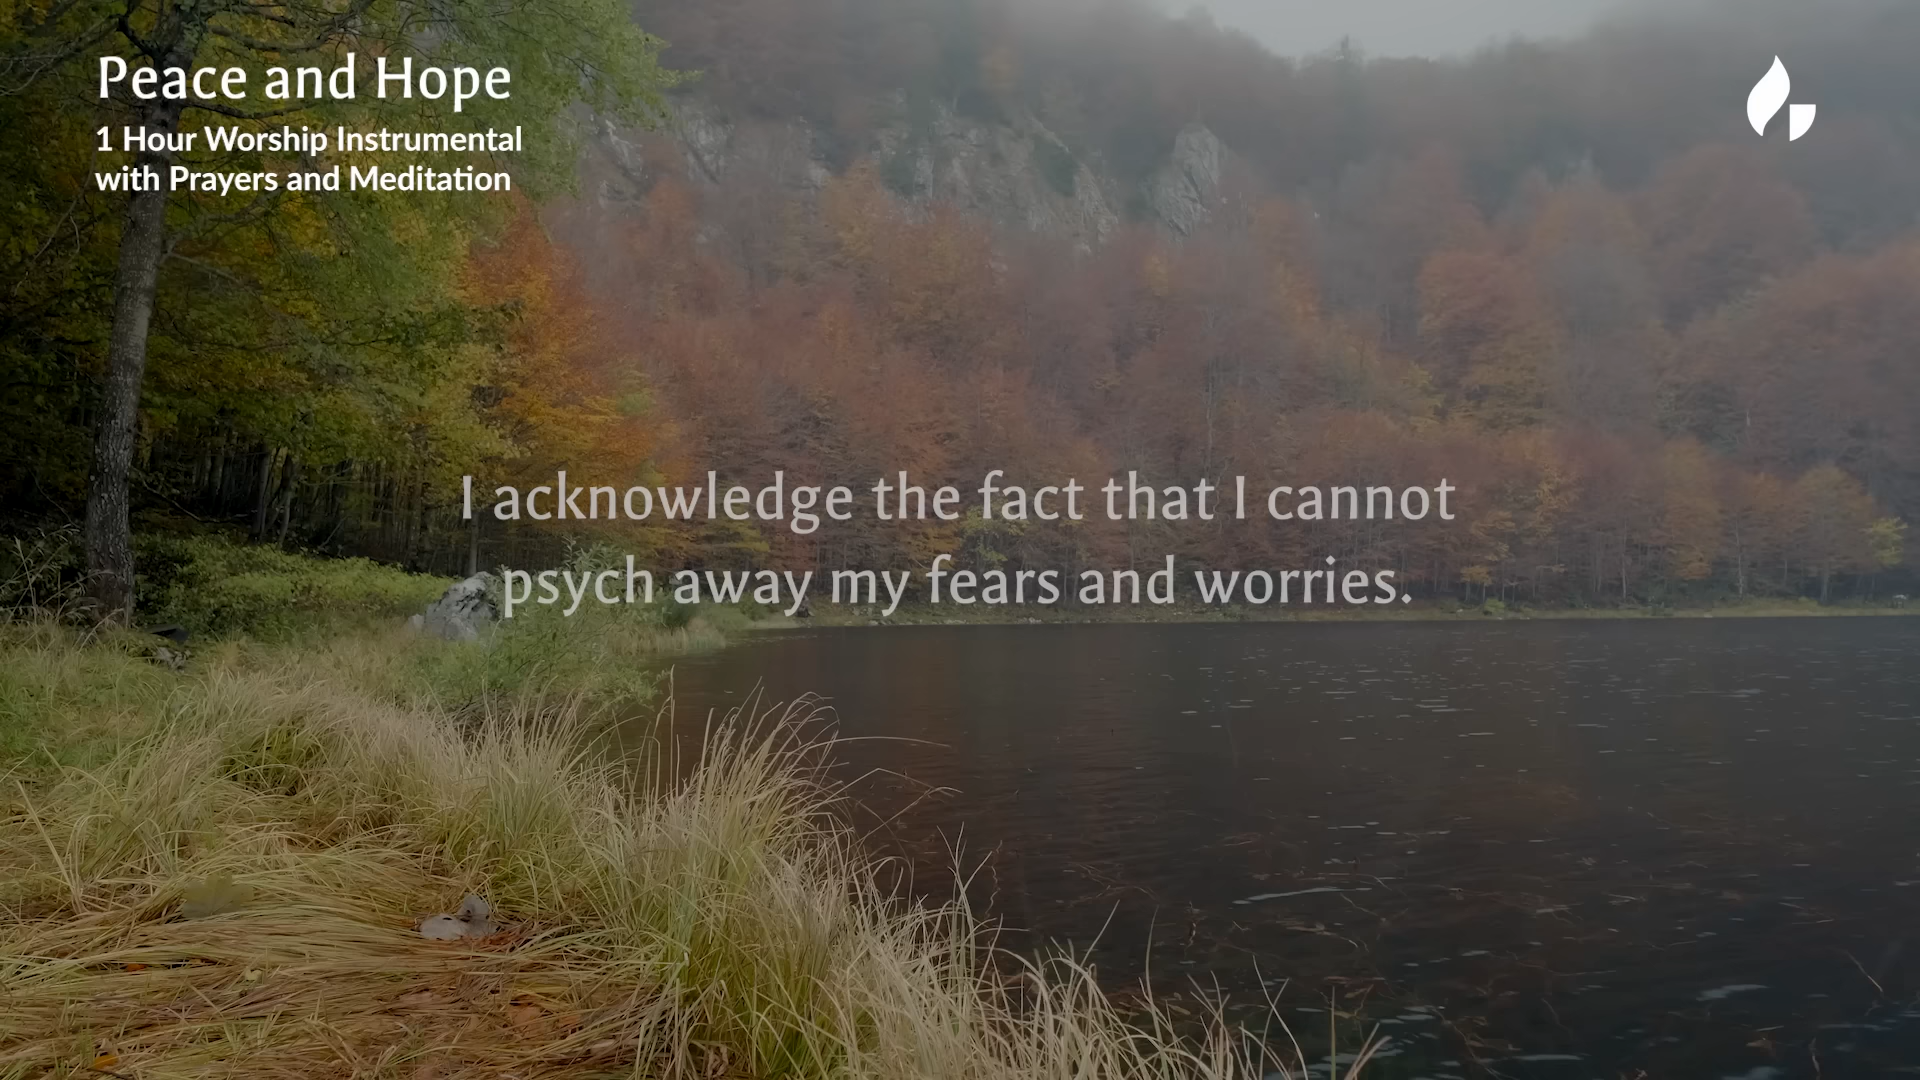 Peace and Hope
1 Hour Worship Instrumental
with Prayers and Meditation
I acknowledge the fact that I cannot
psych away my fears and worries.